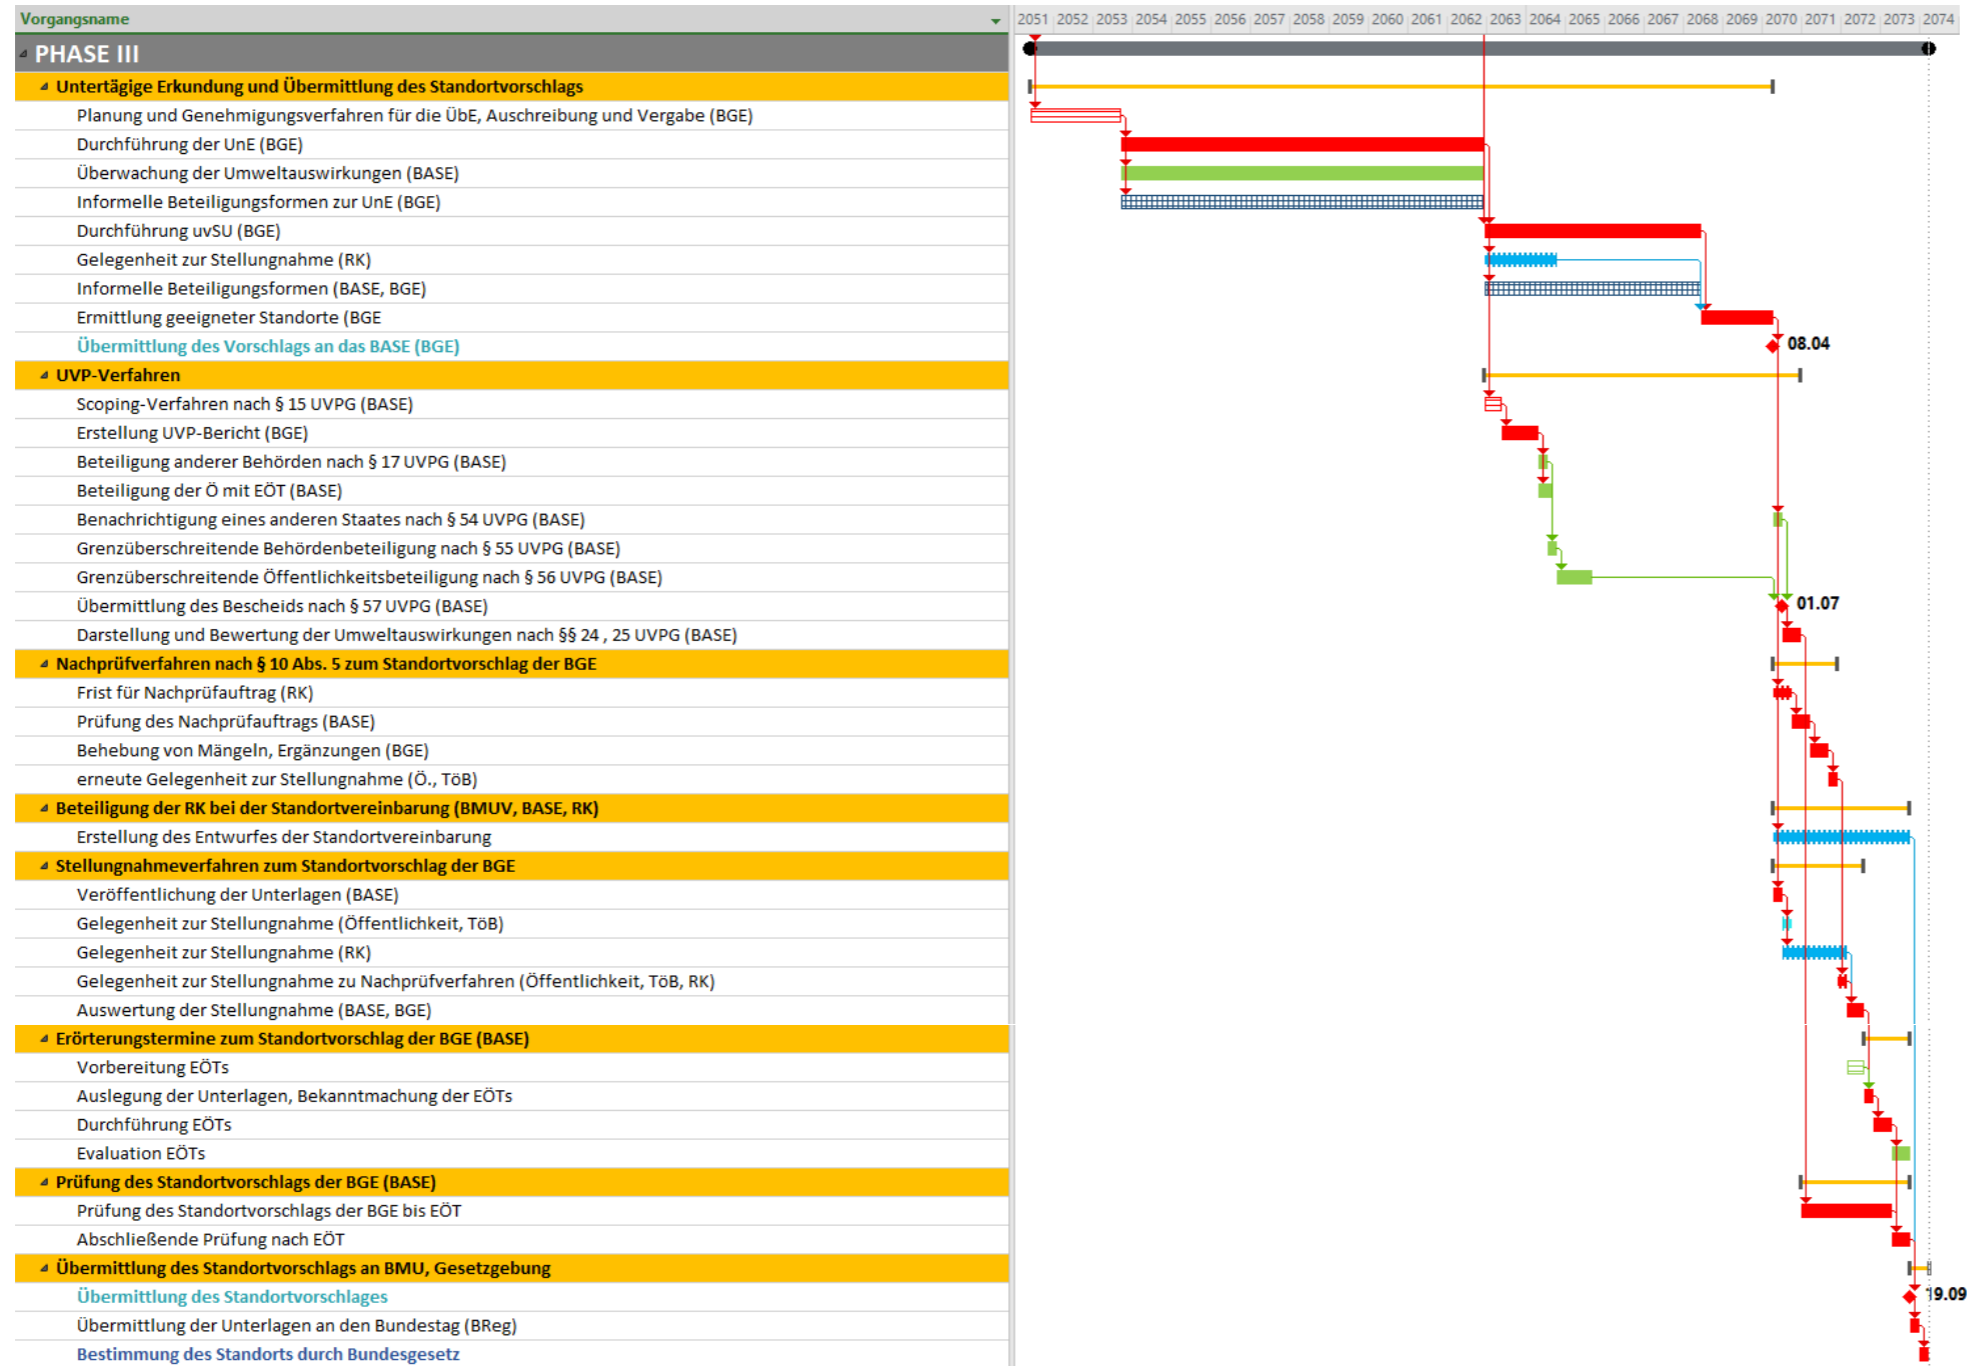 Vorgangsname
2051 2052 2053 2054 2055 2056 2057 2058 2059 2060 2061 2062 2063 2064 2065 2066 2067 2068 2069 2070 2071 2072 2073 2074
PHASE III
Untertägige Erkundung und Übermittlung des Standortvorschlags
Planung und Genehmigungsverfahren für die ÜbE, Auschreibung und Vergabe (BGE)
Durchführung der UnE (BGE)
Überwachung der Umweltauswirkungen (BASE)
Informelle Beteiligungsformen zur UnE (BGE)
Durchführung uvSU (BGE)
Gelegenheit zur Stellungnahme (RK)
Informelle Beteiligungsformen (BASE, BGE)
Ermittlung geeigneter Standorte (BGE
Übermittlung des Vorschlags an das BASE (BGE)
08.04
UVP-Verfahren
Scoping-Verfahren nach § 15 UVPG (BASE)
Erstellung UVP-Bericht (BGE)
Beteiligung anderer Behörden nach § 17 UVPG (BASE)
Beteiligung der Ö mit EÖT (BASE)
Benachrichtigung eines anderen Staates nach § 54 UVPG (BASE)
Grenzüberschreitende Behördenbeteiligung nach § 55 UVPG (BASE)
Grenzüberschreitende Öffentlichkeitsbeteiligung nach § 56 UVPG (BASE)
Übermittlung des Bescheids nach § 57 UVPG (BASE)
01.07
Darstellung und Bewertung der Umweltauswirkungen nach §§ 24 , 25 UVPG (BASE)
Nachprüfverfahren nach § 10 Abs. 5 zum Standortvorschlag der BGE
Frist für Nachprüfauftrag (RK)
Prüfung des Nachprüfauftrags (BASE)
Behebung von Mängeln, Ergänzungen (BGE)
erneute Gelegenheit zur Stellungnahme (Ö., TöB)
Beteiligung der RK bei der Standortvereinbarung (BMUV, BASE, RK)
Erstellung des Entwurfes der Standortvereinbarung
Stellungnahmeverfahren zum Standortvorschlag der BGE
Veröffentlichung der Unterlagen (BASE)
Gelegenheit zur Stellungnahme (Öffentlichkeit, TöB)
Gelegenheit zur Stellungnahme (RK)
Gelegenheit zur Stellungnahme zu Nachprüfverfahren (Öffentlichkeit, TöB, RK)
Auswertung der Stellungnahme (BASE, BGE)
Erörterungstermine zum Standortvorschlag der BGE (BASE)
Vorbereitung EÖTs
Auslegung der Unterlagen, Bekanntmachung der EÖTs
Durchführung EÖTs
Evaluation EÖTs
Prüfung des Standortvorschlags der BGE (BASE)
Prüfung des Standortvorschlags der BGE bis EÖT
Abschließende Prüfung nach EÖT
Übermittlung des Standortvorschlags an BMU, Gesetzgebung
Übermittlung des Standortvorschlages
19.09
Übermittlung der Unterlagen an den Bundestag (BReg)
Bestimmung des Standorts durch Bundesgesetz